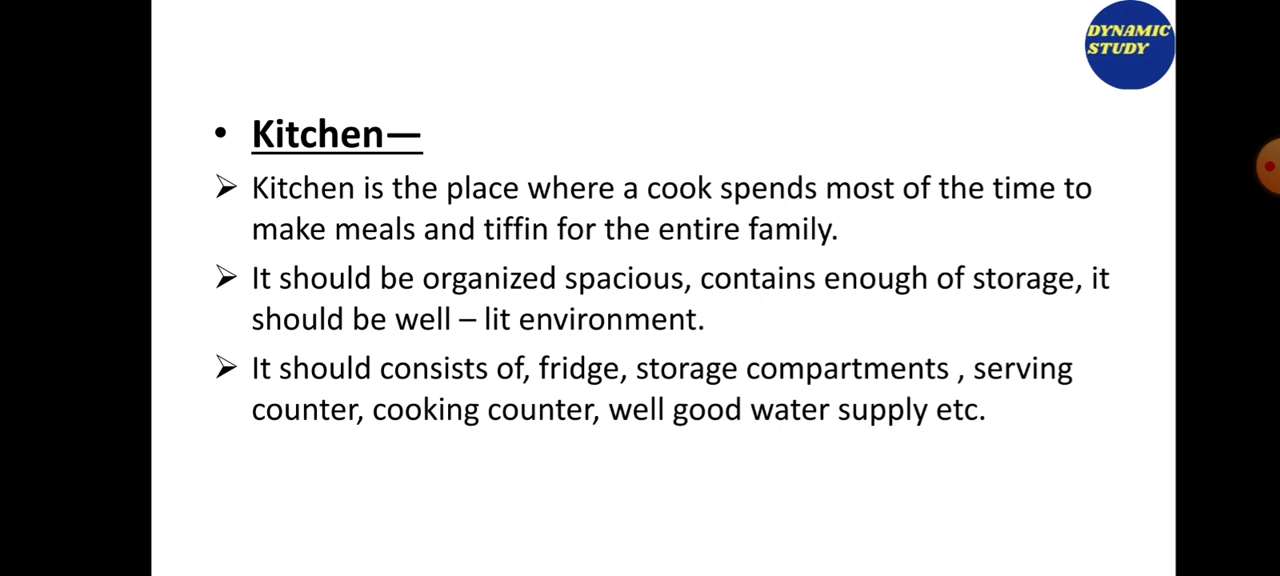 DYNAMIC
STUDY
• Kitchen—
➢ Kitchen is the place where a cook spends most of the time to
make meals and tiffin for the entire family.
➢ It should be organized spacious, contains enough of storage, it
should be well – lit environment.
➢ It should consists of, fridge, storage compartments , serving
counter, cooking counter, well good water supply etc.